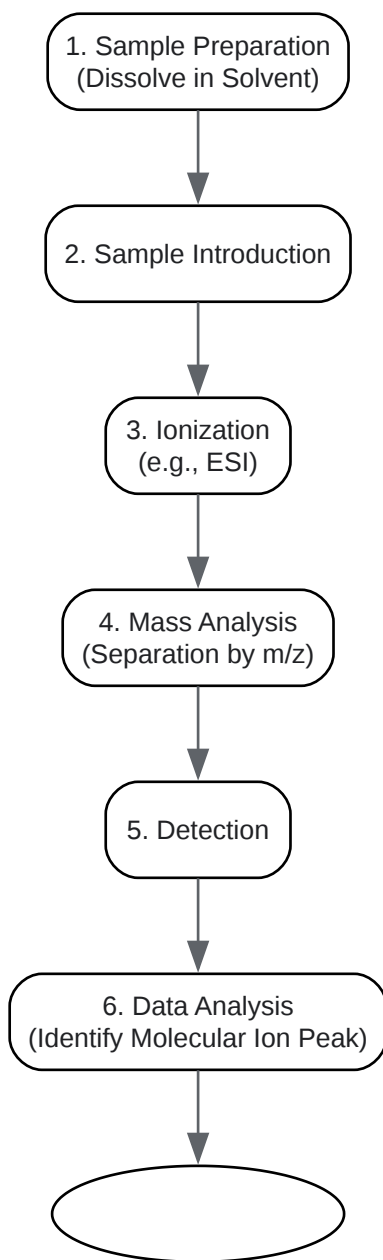 1. Sample Preparation
(Dissolve in Solvent)
2. Sample Introduction
3. Ionization
(e.g., ESI)
4. Mass Analysis
(Separation by m/z)
5. Detection
6. Data Analysis
(Identify Molecular Ion Peak)